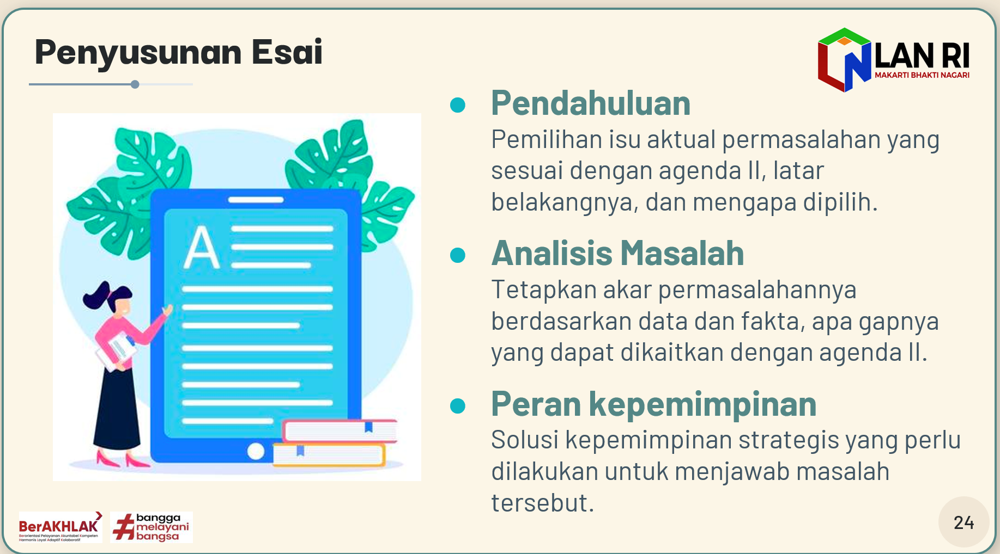 Penyusunan Esai
LAN RI
MAKARTI BHAKTI NAGARI
Pendahuluan
Pemilihan isu aktual permasalahan yang
sesuai dengan agenda II, latar
belakangnya, dan mengapa dipilih.
A
Analisis Masalah
Tetapkan akar permasalahannya
berdasarkan data dan fakta, apa gapnya
yang dapat dikaitkan dengan agenda II.
Peran kepemimpinan
Solusi kepemimpinan strategis yang perlu
dilakukan untuk menjawab masalah
tersebut.
BerAKHLAK
Berorientasi Pelayanan Akuntabel Kompeten
Harmonis Loyal Adaptif Kolaboratif
#bangga
melayani
bangsa
24